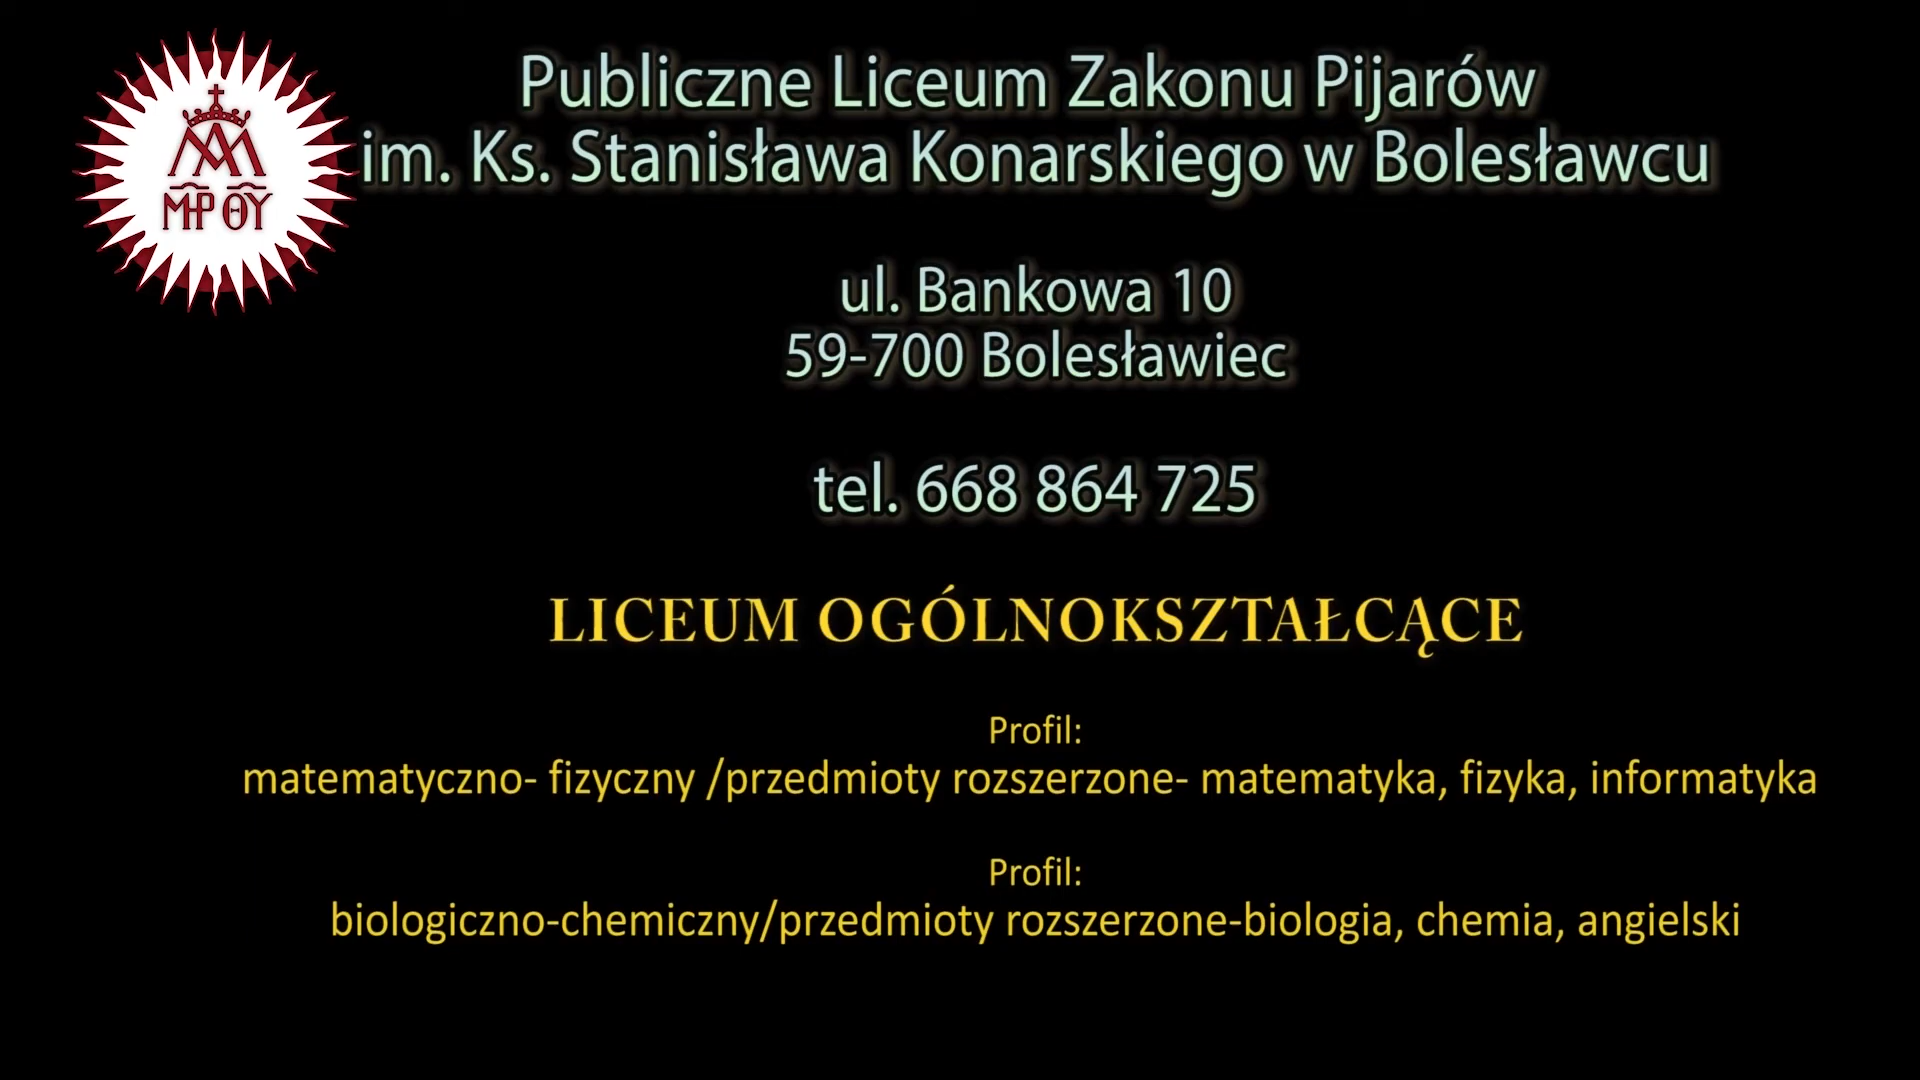 Publiczne Liceum Zakonu Pijarów
im. Ks. Stanisława Konarskiego w Bolesławcu
ul. Bankowa 10
59-700 Bolesławiec
tel. 668 864 725
LICEUM OGÓLNOKSZTAŁCĄCE
Profil:
matematyczno- fizyczny /przedmioty rozszerzone- matematyka, fizyka, informatyka
Profil:
biologiczno-chemiczny/przedmioty rozszerzone-biologia, chemia, angielski